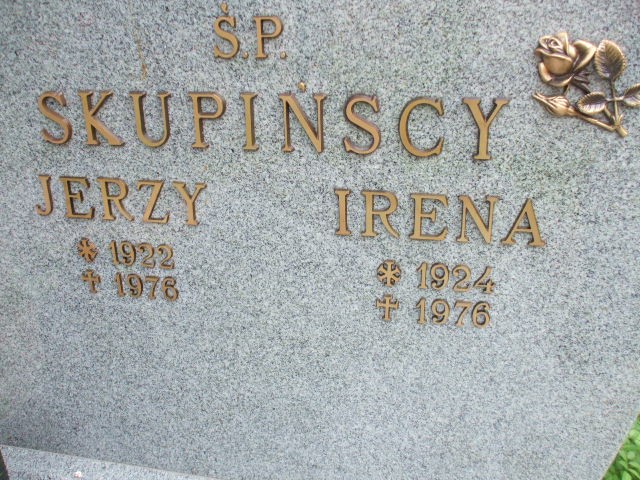 Ś.P.
SKUPIŃSCY
JERZY
* 1922
✝ 1976
IRENA
* 1924
✝ 1976